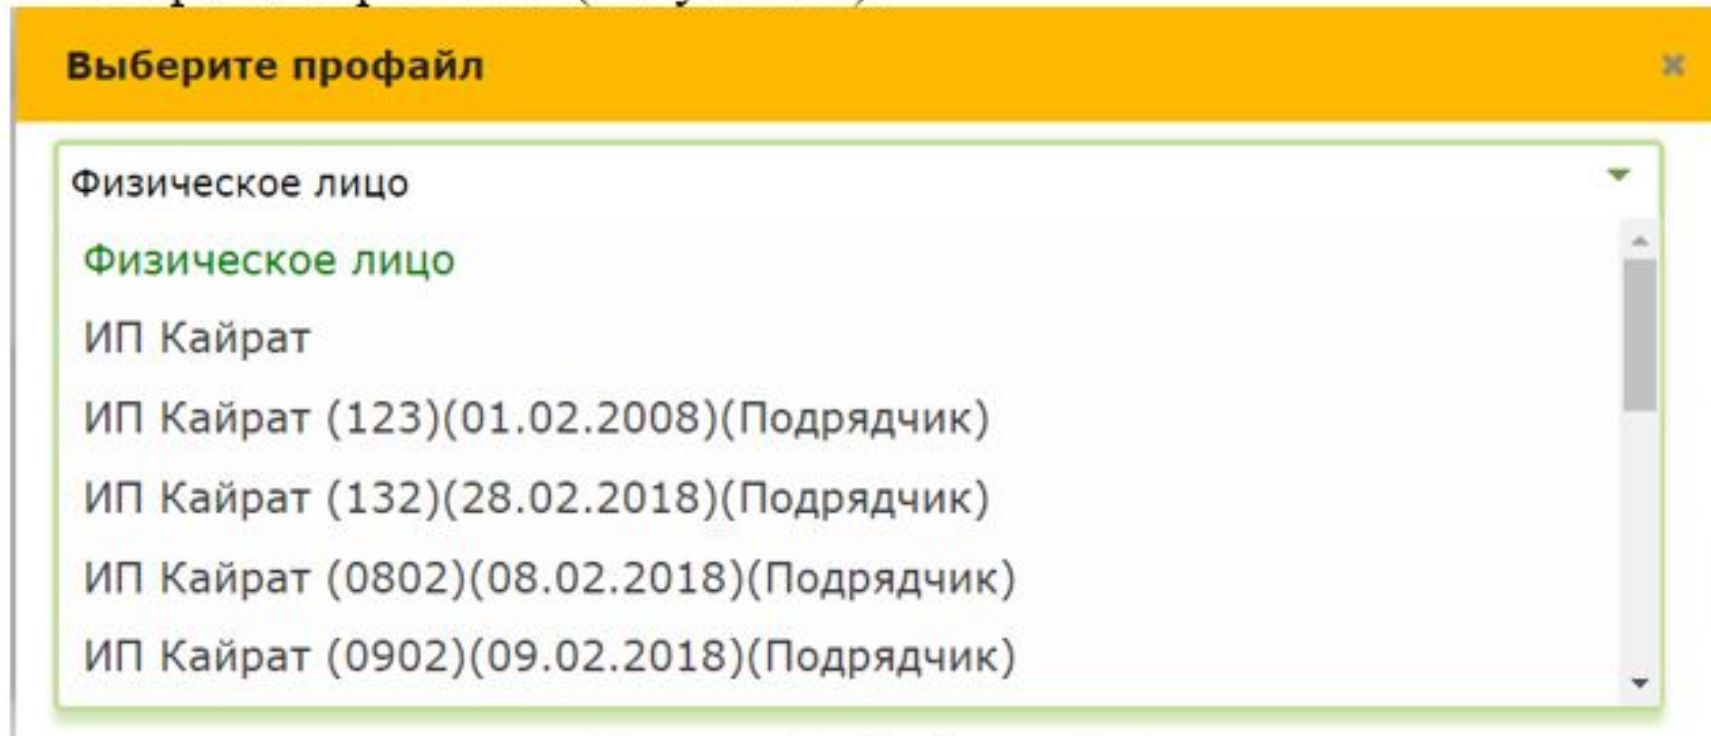 Выберите профайл
Физическое лицо
Физическое лицо
ИП Кайрат
ИП Кайрат (123)(01.02.2008)(Подрядчик)
ИП Кайрат (132)(28.02.2018)(Подрядчик)
ИП Кайрат (0802)(08.02.2018)(Подрядчик)
ИП Кайрат (0902)(09.02.2018)(Подрядчик)